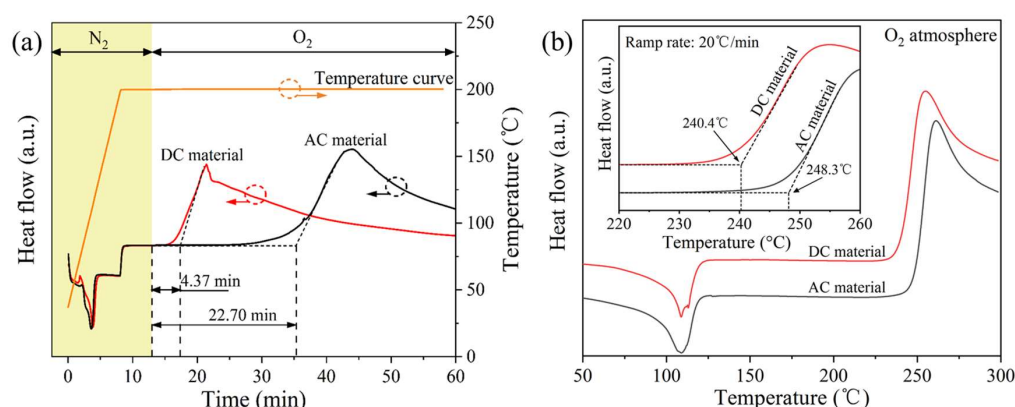 (a)
N₂
O₂
Temperature curve
DC material
AC material
4.37 min
22.70 min
Heat flow (a.u.)
0
10
20
30
40
50
60
Time (min)
0
50
100
150
200
250
Temperature (℃)
(b)
O₂ atmosphere
Ramp rate: 20℃/min
DC material
AC material
240.4℃
248.3℃
Heat flow (a.u.)
220
230
240
250
260
Temperature (°C)
DC material
AC material
Heat flow (a.u.)
50
100
150
200
250
300
Temperature (℃)